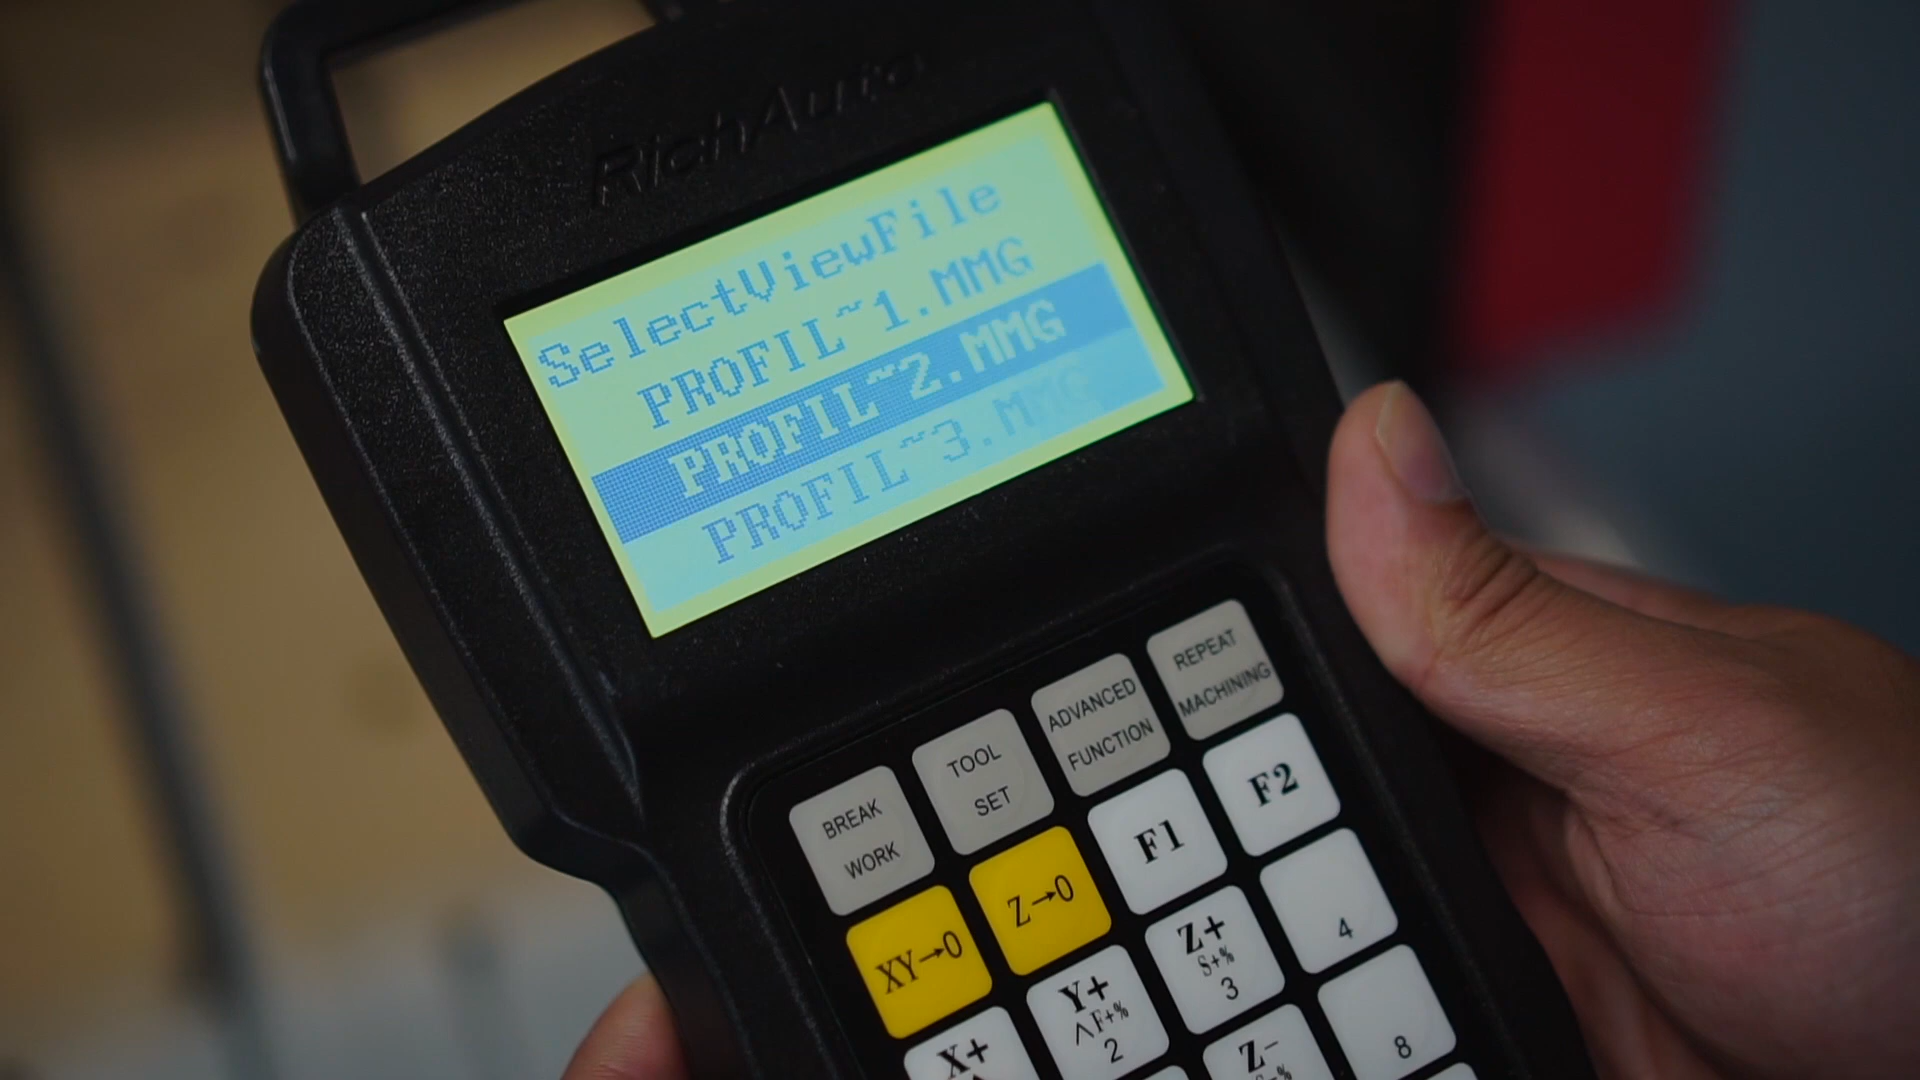 RichAuto
SelectViewFile
PROFIL~1.MMG
PROFIL~2.MMG
PROFIL~3.MMG
BREAK
WORK
TOOL
SET
ADVANCED
FUNCTION
REPEAT
MACHINING
XY→0
Z→0
F1
F2
X+
Y+
∧F+%
2
Z+
S+%
3
4
Z-
8